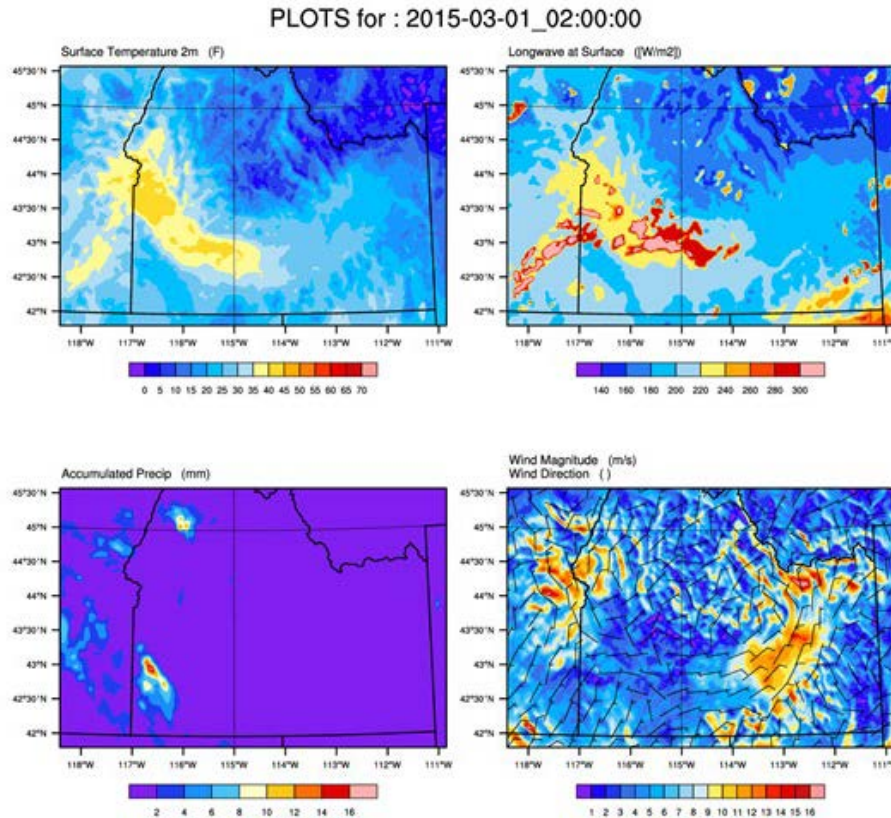 PLOTS for : 2015-03-01_02:00:00
Surface Temperature 2m (F)
45°30'N
45°N
44°30'N
44°N
43°30'N
43°N
42°30'N
42°N
118°W 117°W 116°W 115°W 114°W 113°W 112°W 111°W
0 5 10 15 20 25 30 35 40 45 50 55 60 65 70
Longwave at Surface ([W/m2])
45°30'N
45°N
44°30'N
44°N
43°30'N
43°N
42°30'N
42°N
118°W 117°W 116°W 115°W 114°W 113°W 112°W 111°W
140 160 180 200 220 240 260 280 300
Accumulated Precip (mm)
45°30'N
45°N
44°30'N
44°N
43°30'N
43°N
42°30'N
42°N
118°W 117°W 116°W 115°W 114°W 113°W 112°W 111°W
2 4 6 8 10 12 14 16
Wind Magnitude (m/s)
Wind Direction ( )
45°30'N
45°N
44°30'N
44°N
43°30'N
43°N
42°30'N
42°N
118°W 117°W 116°W 115°W 114°W 113°W 112°W 111°W
1 2 3 4 5 6 7 8 9 10 11 12 13 14 15 16